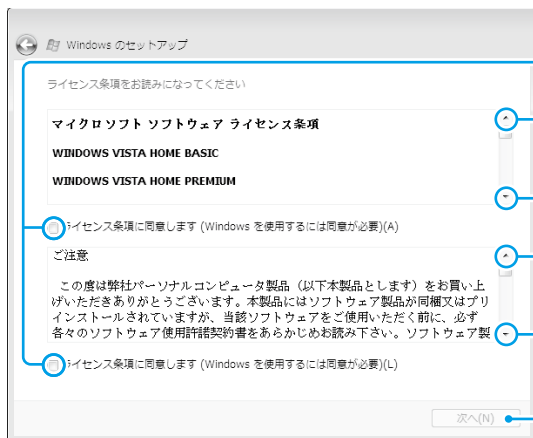 Windows のセットアップ
ライセンス条項をお読みになってください
マイクロソフト ソフトウェア ライセンス条項
WINDOWS VISTA HOME BASIC
WINDOWS VISTA HOME PREMIUM
ライセンス条項に同意します (Windows を使用するには同意が必要)(A)
ご注意
この度は弊社パーソナルコンピュータ製品（以下本製品とします）をお買い上
げいただきありがとうございます。本製品にはソフトウェア製品が同梱又はプリ
インストールされていますが、当該ソフトウェアをご使用いただく前に、必ず
各々のソフトウェア使用許諾契約書をあらかじめお読み下さい。ソフトウェア製
ライセンス条項に同意します (Windows を使用するには同意が必要)(L)
次へ(N)